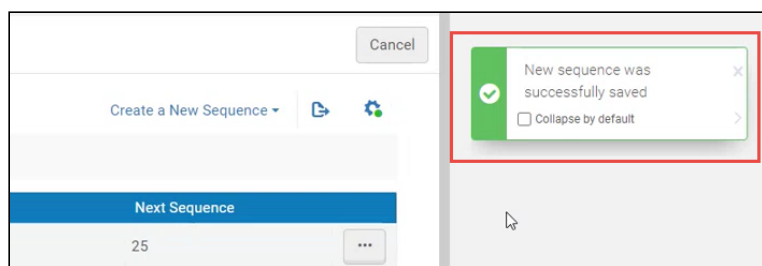 Cancel
New sequence was
successfully saved
Collapse by default
Create a New Sequence
Next Sequence
25